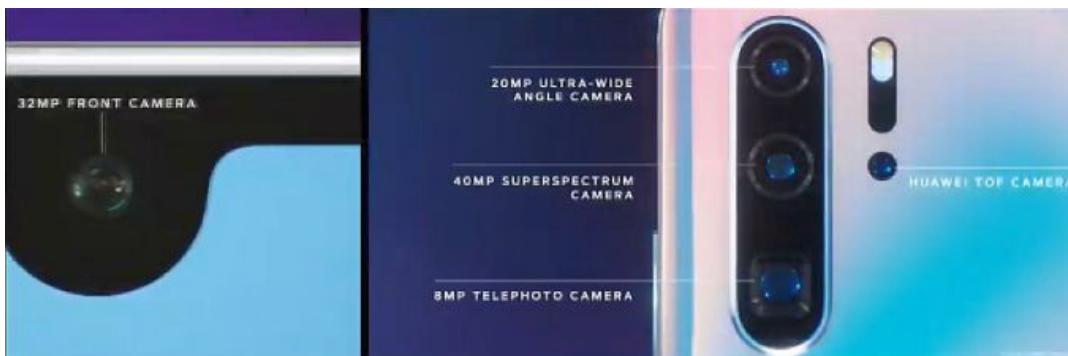 32MP FRONT CAMERA
20MP ULTRA-WIDE
ANGLE CAMERA
40MP SUPERSPECTRUM
CAMERA
8MP TELEPHOTO CAMERA
HUAWEI TOF CAMERA